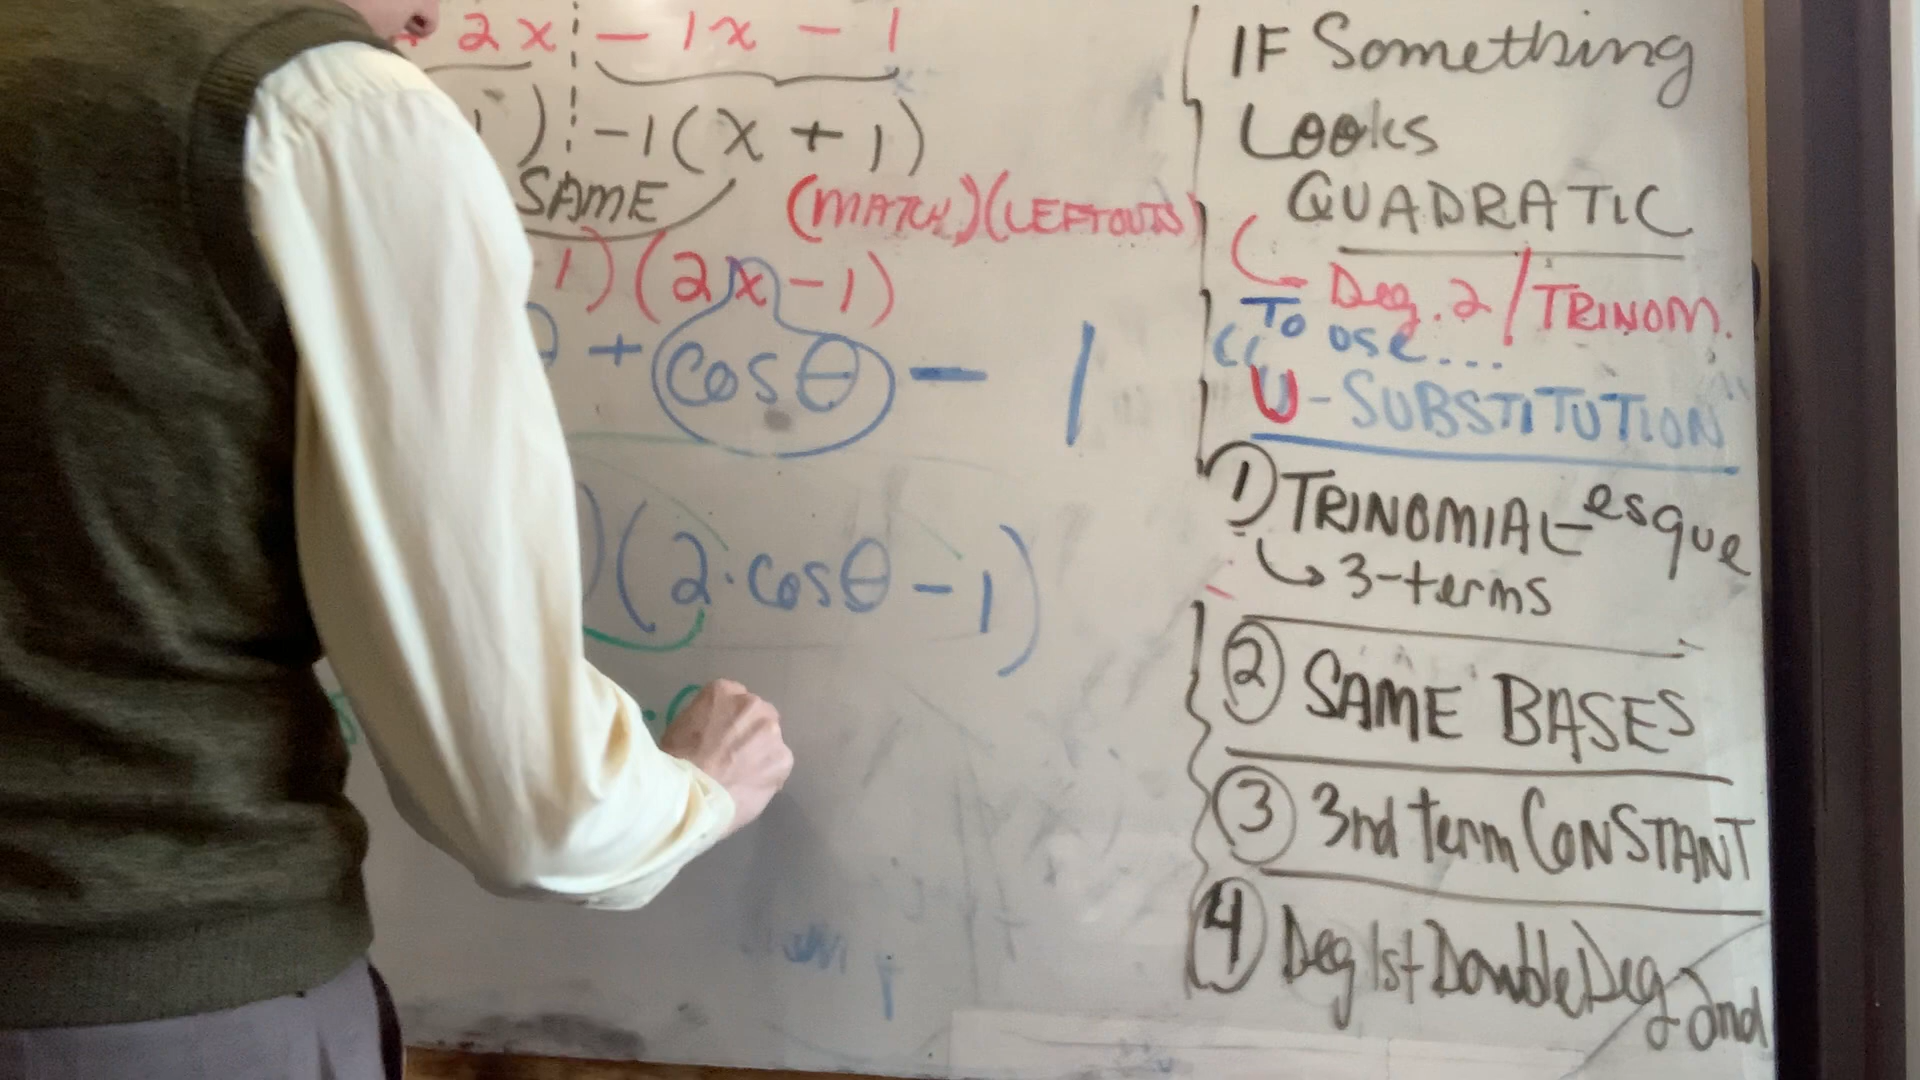 + 2x - 1x - 1
) -1(x + 1)
SAME
(MATCH)(LEFTOUTS)
1)(2x - 1)
θ + cosθ - 1
)(2·cosθ - 1)
IF Something
Looks
QUADRATIC
Deg. 2 / TRINOM.
To use...
U-SUBSTITUTION
① TRINOMIAL-esque
↳ 3-terms
② SAME BASES
③ 3rd term CONSTANT
④ Deg 1st Double Deg 2nd